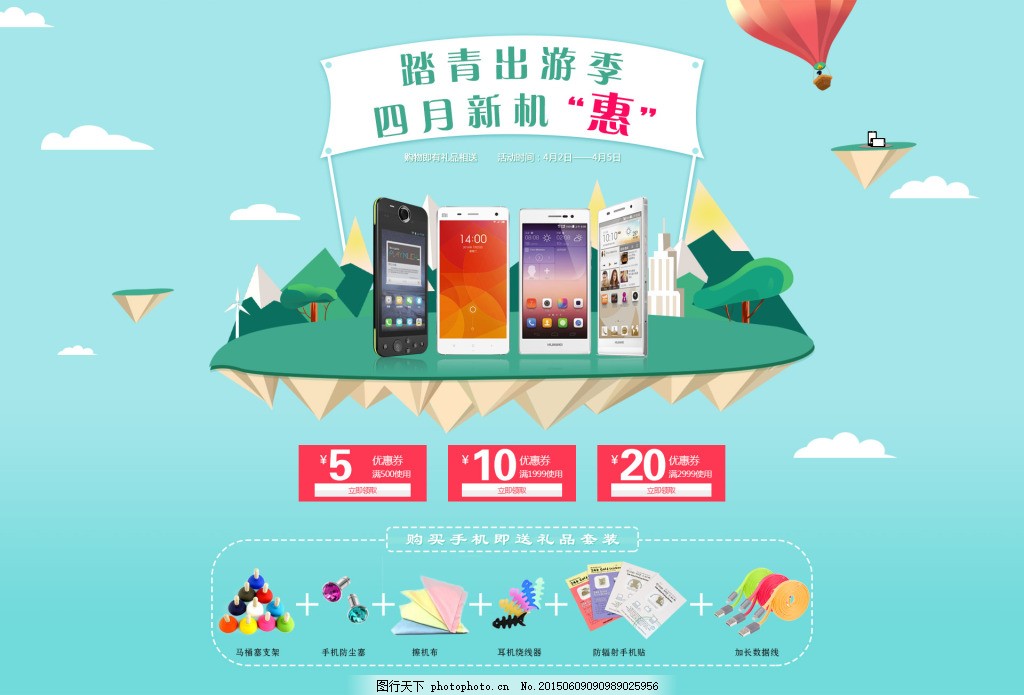 踏青出游季
四月新机“惠”
购物即有礼品相送 活动时间：4月2日——4月5日
14:00
HUAWEI
¥5 优惠券
满500使用
立即领取
¥10 优惠券
满1999使用
立即领取
¥20 优惠券
满2999使用
立即领取
购买手机即送礼品套装
马桶塞支架 手机防尘塞 擦机布 耳机绕线器 防辐射手机贴 加长数据线
图行天下 photophoto.cn No.20150609090989025956